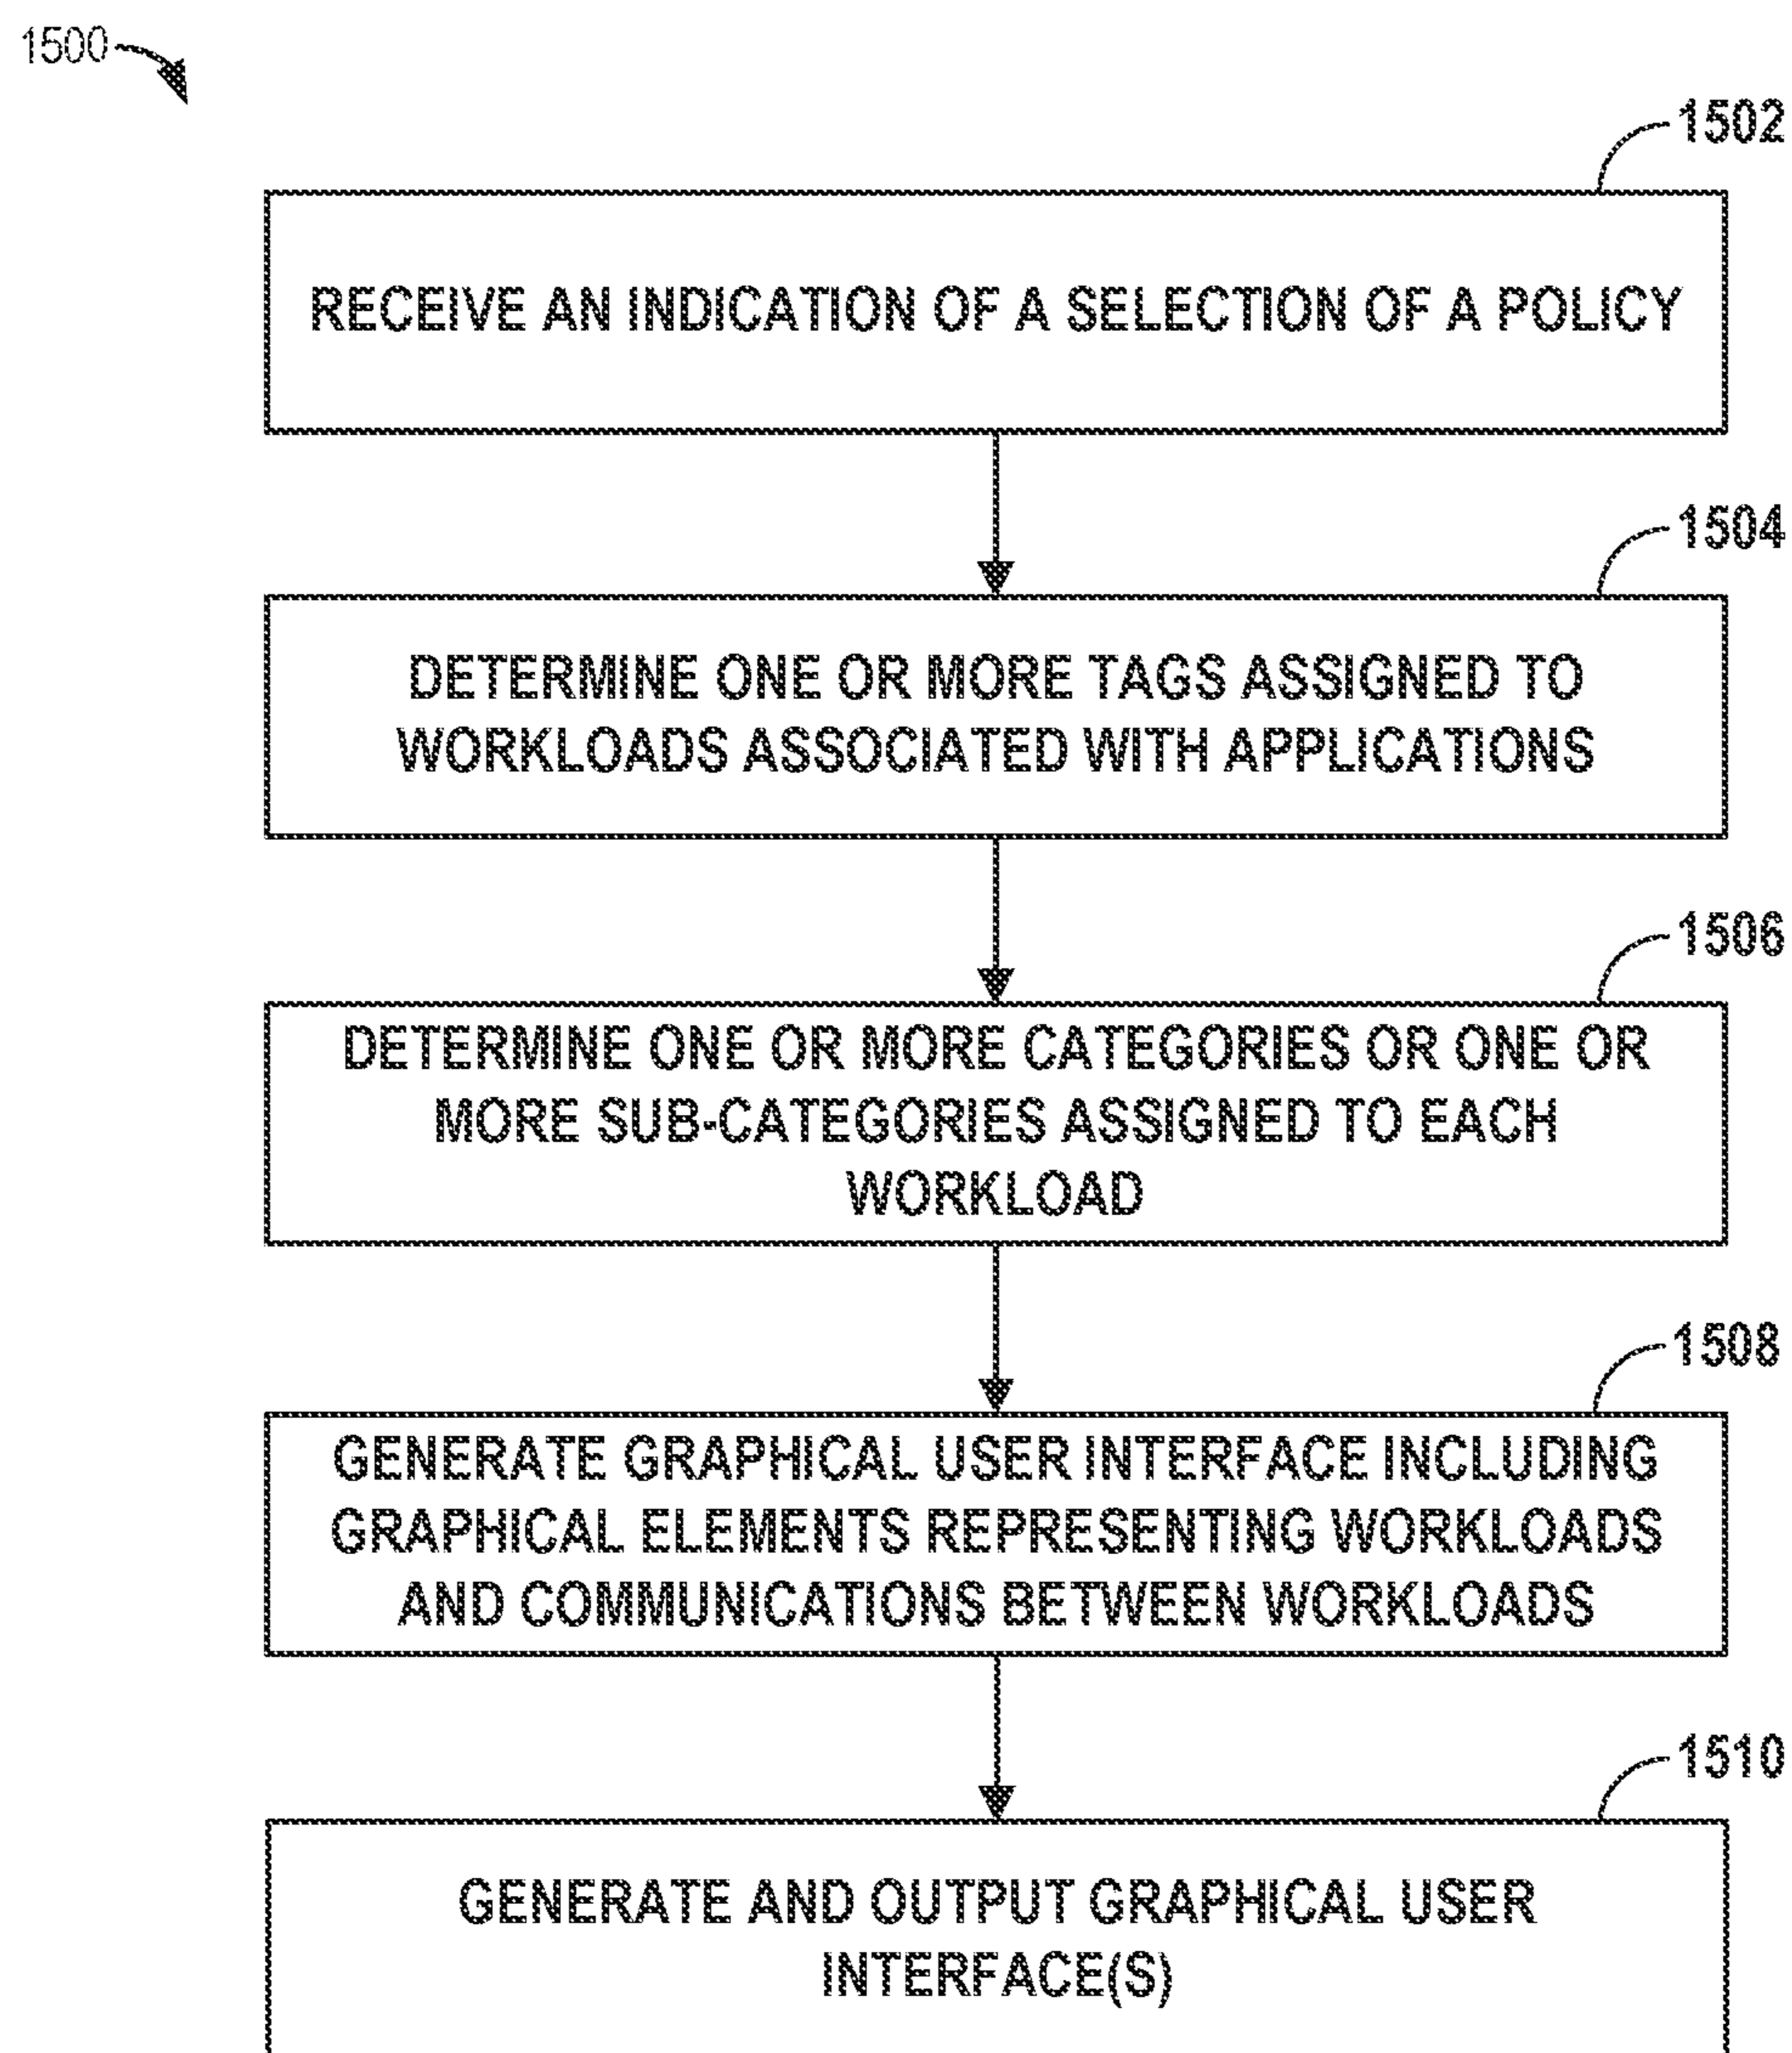 1500
1502
RECEIVE AN INDICATION OF A SELECTION OF A POLICY
1504
DETERMINE ONE OR MORE TAGS ASSIGNED TO
WORKLOADS ASSOCIATED WITH APPLICATIONS
1506
DETERMINE ONE OR MORE CATEGORIES OR ONE OR
MORE SUB-CATEGORIES ASSIGNED TO EACH
WORKLOAD
1508
GENERATE GRAPHICAL USER INTERFACE INCLUDING
GRAPHICAL ELEMENTS REPRESENTING WORKLOADS
AND COMMUNICATIONS BETWEEN WORKLOADS
1510
GENERATE AND OUTPUT GRAPHICAL USER
INTERFACE(S)